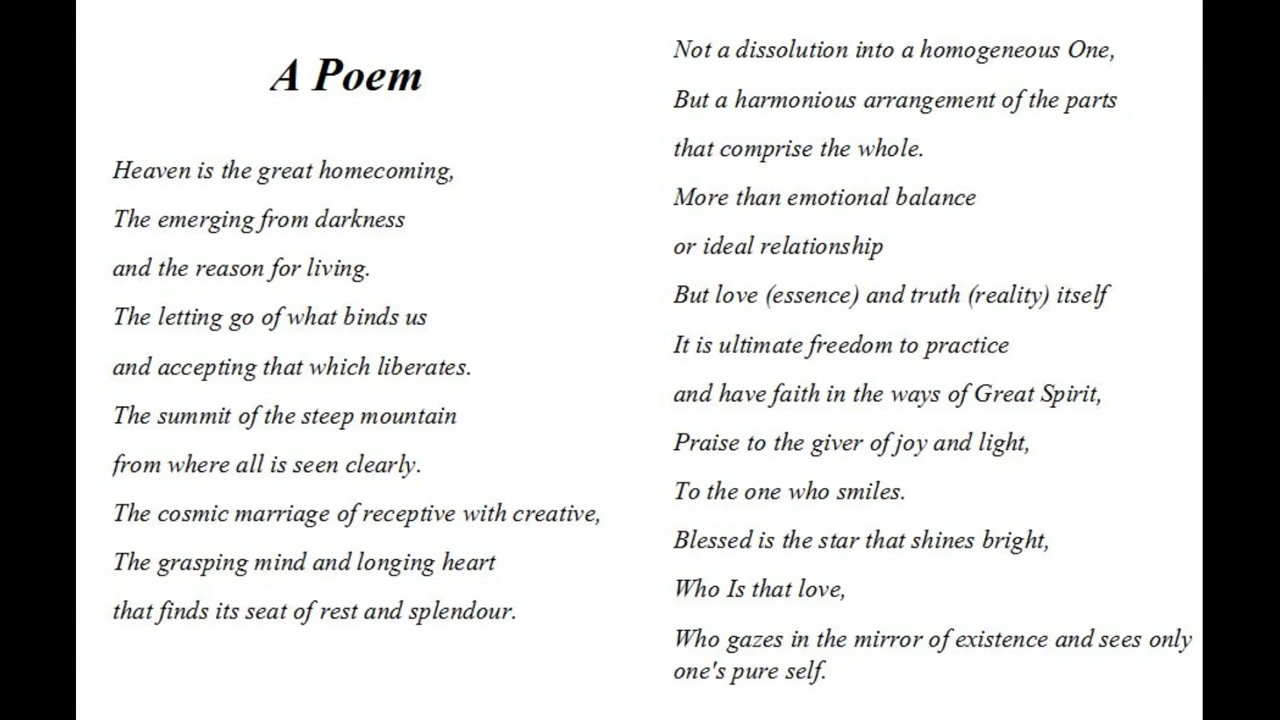 A Poem
Heaven is the great homecoming,
The emerging from darkness
and the reason for living.
The letting go of what binds us
and accepting that which liberates.
The summit of the steep mountain
from where all is seen clearly.
The cosmic marriage of receptive with creative,
The grasping mind and longing heart
that finds its seat of rest and splendour.
Not a dissolution into a homogeneous One,
But a harmonious arrangement of the parts
that comprise the whole.
More than emotional balance
or ideal relationship
But love (essence) and truth (reality) itself
It is ultimate freedom to practice
and have faith in the ways of Great Spirit,
Praise to the giver of joy and light,
To the one who smiles.
Blessed is the star that shines bright,
Who Is that love,
Who gazes in the mirror of existence and sees only
one's pure self.